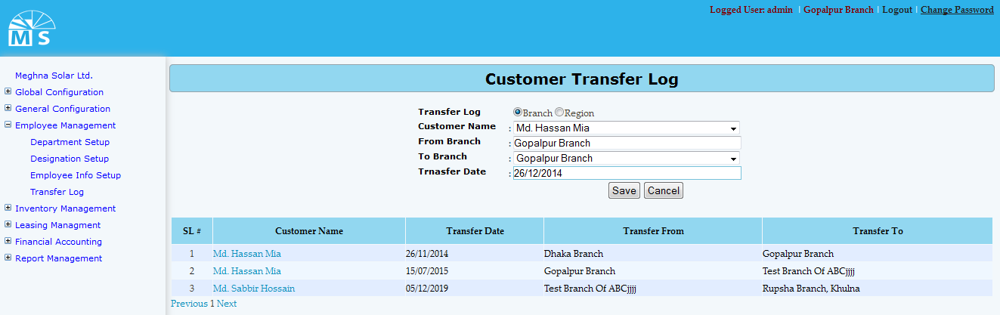 Logged User: admin | Gopalpur Branch | Logout | Change Password
M S
Meghna Solar Ltd.
Global Configuration
General Configuration
Employee Management
Department Setup
Designation Setup
Employee Info Setup
Transfer Log
Inventory Management
Leasing Managment
Financial Accounting
Report Management
Customer Transfer Log
Transfer Log Branch Region
Customer Name : Md. Hassan Mia
From Branch : Gopalpur Branch
To Branch : Gopalpur Branch
Trnasfer Date : 26/12/2014
Save Cancel
SL # Customer Name Transfer Date Transfer From Transfer To
1 Md. Hassan Mia 26/11/2014 Dhaka Branch Gopalpur Branch
2 Md. Hassan Mia 15/07/2015 Gopalpur Branch Test Branch Of ABCjjjj
3 Md. Sabbir Hossain 05/12/2019 Test Branch Of ABCjjjj Rupsha Branch, Khulna
Previous 1 Next